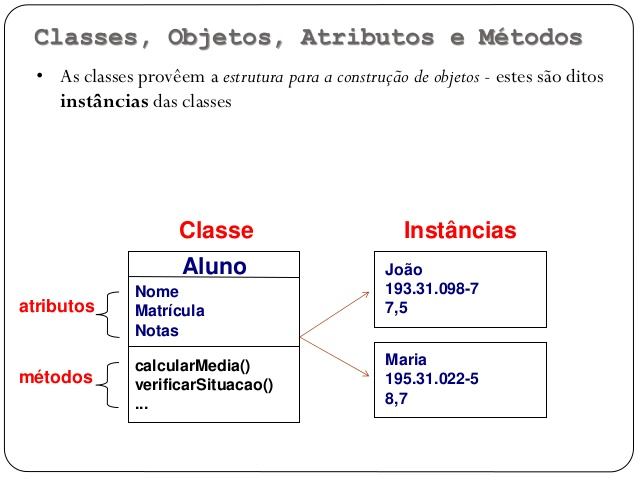 Classes, Objetos, Atributos e Métodos
• As classes provêem a estrutura para a construção de objetos - estes são ditos
instâncias das classes
Classe
Instâncias
Aluno
atributos
Nome
Matrícula
Notas
métodos
calcularMedia()
verificarSituacao()
...
João
193.31.098-7
7,5
Maria
195.31.022-5
8,7